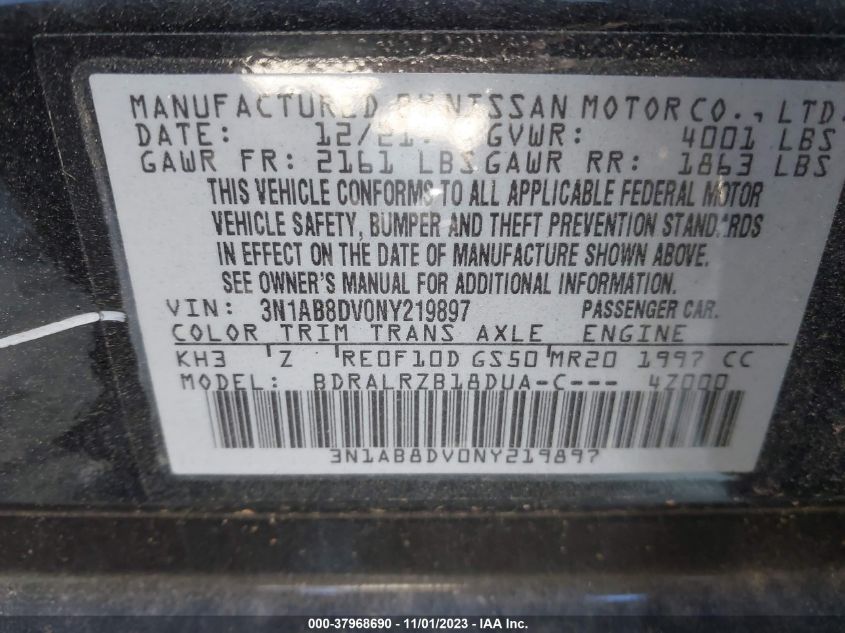 MANUFACTURED BY NISSAN MOTOR CO., LTD.
DATE: 12/21 GVWR: 4001 LBS
GAWR FR: 2161 LBS GAWR RR: 1863 LBS
THIS VEHICLE CONFORMS TO ALL APPLICABLE FEDERAL MOTOR
VEHICLE SAFETY, BUMPER AND THEFT PREVENTION STANDARDS
IN EFFECT ON THE DATE OF MANUFACTURE SHOWN ABOVE.
SEE OWNER'S MANUAL FOR ADDITIONAL INFORMATION.
VIN: 3N1AB8DV0NY219897 PASSENGER CAR.
COLOR TRIM TRANS AXLE ENGINE
KH3 Z RE0F10D GS50 MR20 1997 CC
MODEL: BDRALRZB18DUA-C--- 4Z000
3N1AB8DV0NY219897
000-37968690 - 11/01/2023 - IAA Inc.